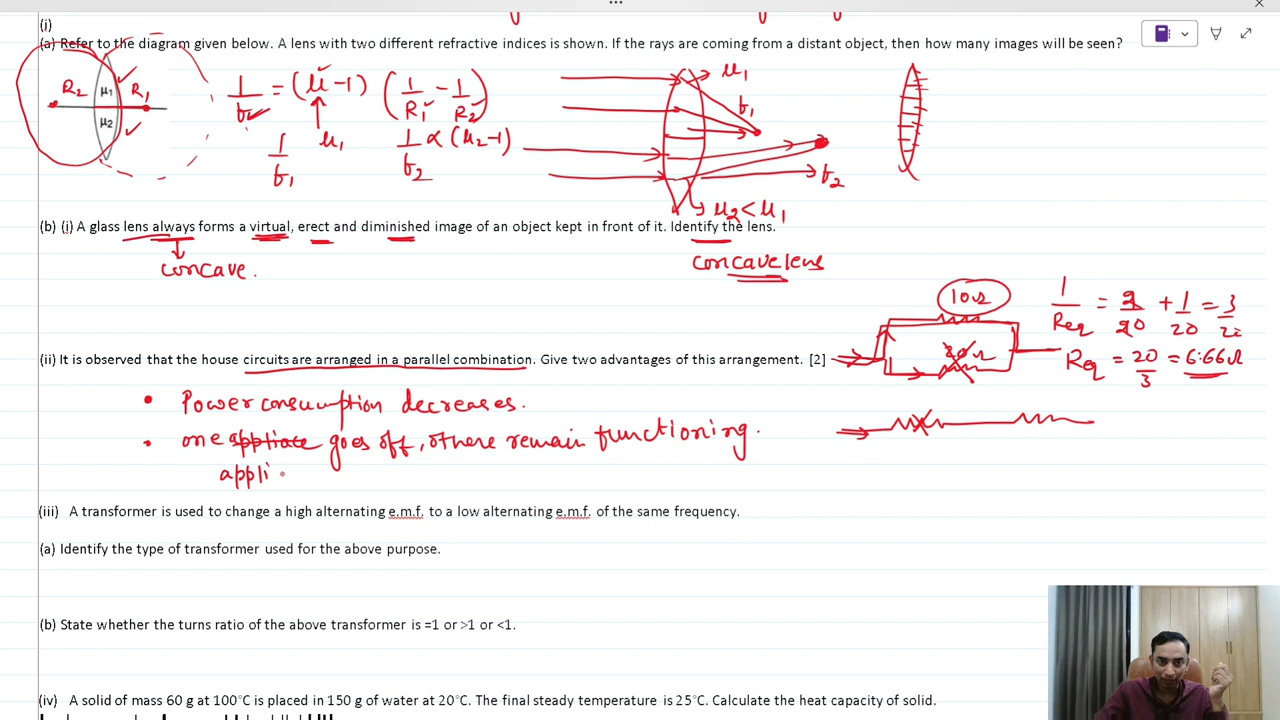 (i)
(a) Refer to the diagram given below. A lens with two different refractive indices is shown. If the rays are coming from a distant object, then how many images will be seen?
R2 μ1 R1
μ2
1/f = (μ-1) (1/R1 - 1/R2)
μ1
1/f1
1/f2 ∝ (μ2-1)
μ1
f1
f2
μ2 < μ1
(b) (i) A glass lens always forms a virtual, erect and diminished image of an object kept in front of it. Identify the lens.
concave.
concave lens
10Ω
20Ω
1/Req = 2/20 + 1/20 = 3/20
Req = 20/3 = 6.66Ω
(ii) It is observed that the house circuits are arranged in a parallel combination. Give two advantages of this arrangement. [2]
• Power consumption decreases.
• one goes off, others remain functioning.
appli
(iii) A transformer is used to change a high alternating e.m.f. to a low alternating e.m.f. of the same frequency.
(a) Identify the type of transformer used for the above purpose.
(b) State whether the turns ratio of the above transformer is =1 or >1 or <1.
(iv) A solid of mass 60 g at 100°C is placed in 150 g of water at 20°C. The final steady temperature is 25°C. Calculate the heat capacity of solid.